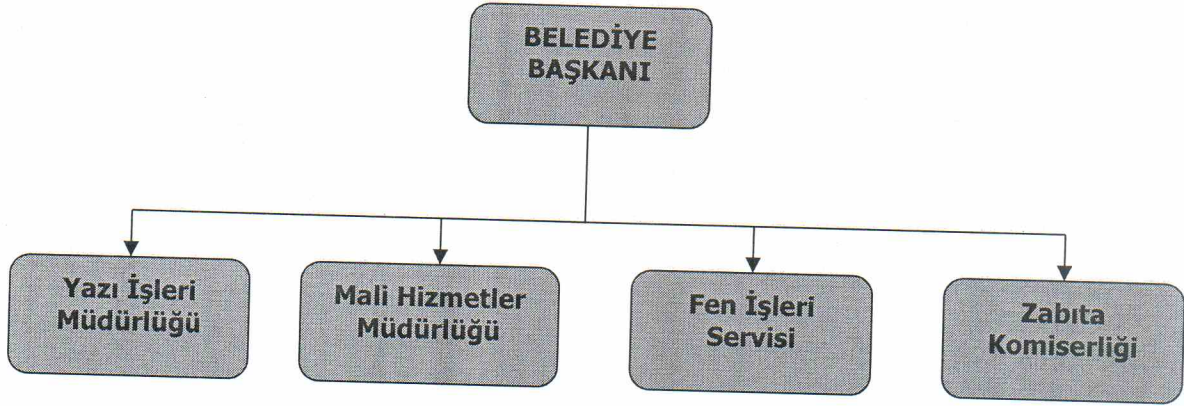 BELEDİYE
BAŞKANI
Yazı İşleri
Müdürlüğü
Mali Hizmetler
Müdürlüğü
Fen İşleri
Servisi
Zabıta
Komiserliği